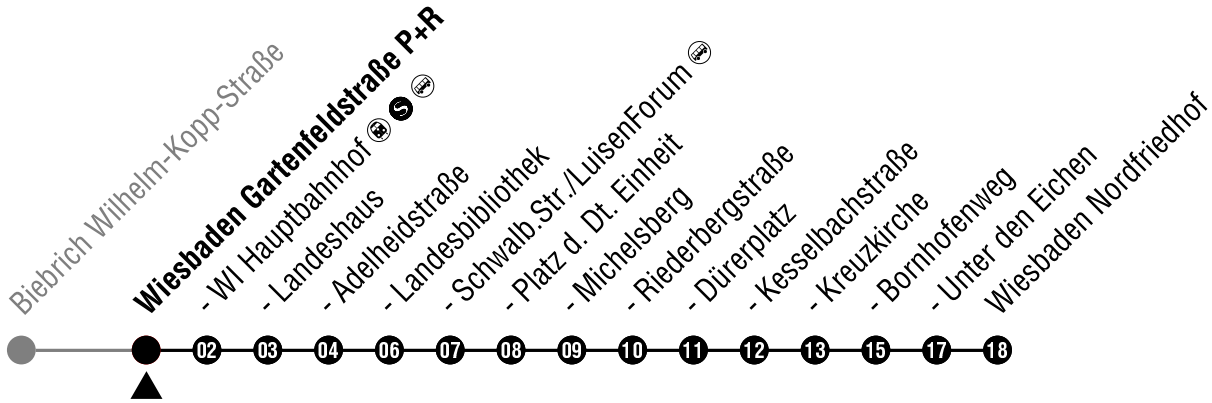 Biebrich Wilhelm-Kopp-Straße
Wiesbaden Gartenfeldstraße P+R
- WI Hauptbahnhof S
- Landeshaus
- Adelheidstraße
- Landesbibliothek
- Schwalb.Str./LuisenForum
- Platz d. Dt. Einheit
- Michelsberg
- Riederbergstraße
- Dürerplatz
- Kesselbachstraße
- Kreuzkirche
- Bornhofenweg
- Unter den Eichen
Wiesbaden Nordfriedhof
02 03 04 06 07 08 09 10 11 12 13 15 17 18